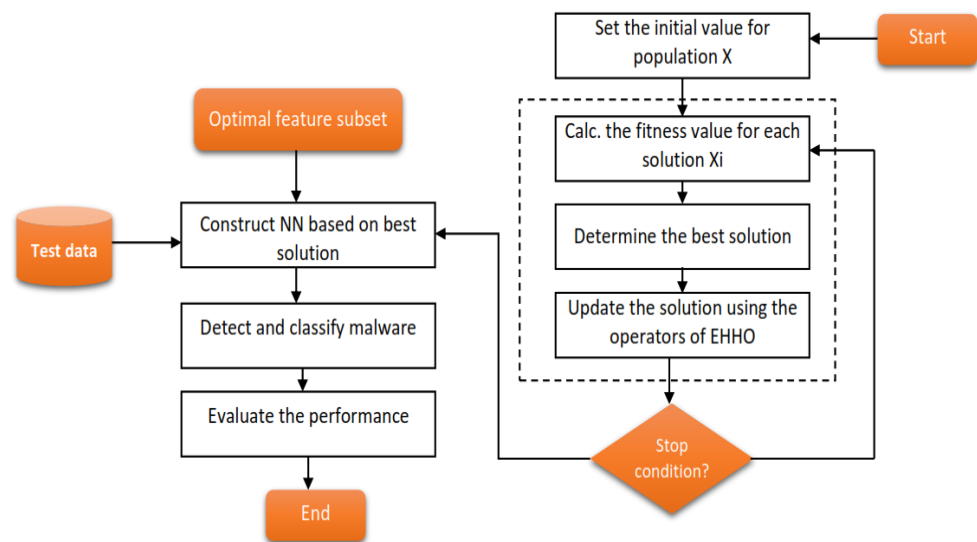 Start
Set the initial value for
population X
Calc. the fitness value for each
solution Xi
Determine the best solution
Update the solution using the
operators of EHHO
Stop
condition?
Optimal feature subset
Test data
Construct NN based on best
solution
Detect and classify malware
Evaluate the performance
End